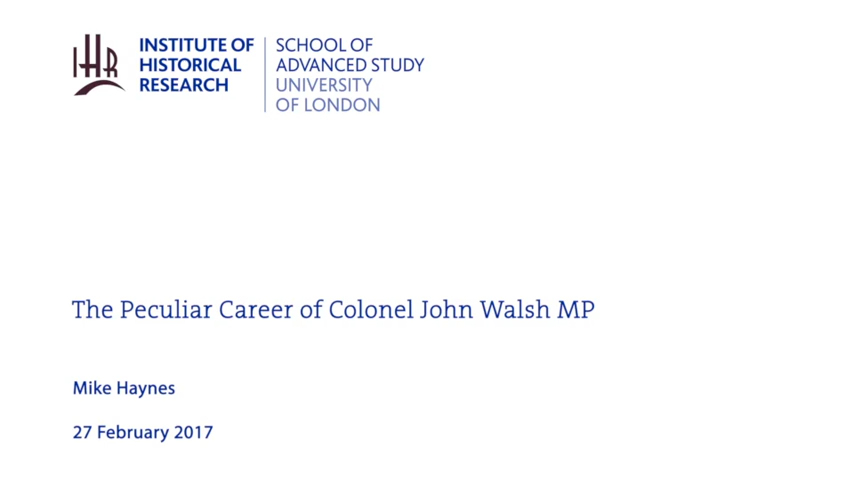 IHR
INSTITUTE OF
HISTORICAL
RESEARCH
SCHOOL OF
ADVANCED STUDY
UNIVERSITY
OF LONDON
The Peculiar Career of Colonel John Walsh MP
Mike Haynes
27 February 2017